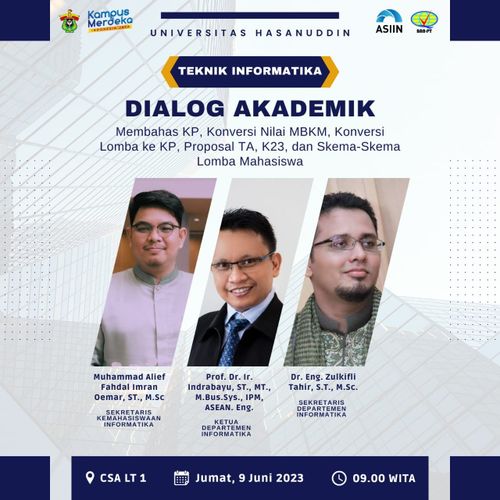 Kampus
Merdeka
INDONESIA JAYA
ASIIN
BAN-PT
UNIVERSITAS HASANUDDIN
TEKNIK INFORMATIKA
DIALOG AKADEMIK
Membahas KP, Konversi Nilai MBKM, Konversi
Lomba ke KP, Proposal TA, K23, dan Skema-Skema
Lomba Mahasiswa
Muhammad Alief
Fahdal Imran
Oemar, ST., M.Sc
SEKRETARIS
KEMAHASISWAAN
INFORMATIKA
Prof. Dr. Ir.
Indrabayu, ST., MT.,
M.Bus.Sys., IPM,
ASEAN. Eng.
KETUA
DEPARTEMEN
INFORMATIKA
Dr. Eng. Zulkifli
Tahir, S.T., M.Sc.
SEKRETARIS
DEPARTEMEN
INFORMATIKA
CSA LT 1
Jumat, 9 Juni 2023
09.00 WITA